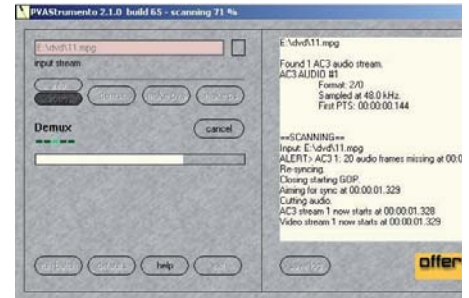 PVAStrumento 2.1.0 build 65 - scanning 71 %
E:\dvd\11.mpg
input stream
Demux
cancel
help
E:\dvd\11.mpg
Found 1 AC3 audio stream.
AC3 AUDIO #1
Format: 2/0
Sampled at 48.0 kHz.
First PTS: 00:00:00.144
==SCANNING==
Input: E:\dvd\11.mpg
ALERT> AC3 1: 20 audio frames missing at 00:0
Re-syncing.
Closing starting GOP.
Aiming for sync at 00:00:01.329
Cutting audio.
AC3 stream 1 now starts at 00:00:01.328
Video stream 1 now starts at 00:00:01.329
offer